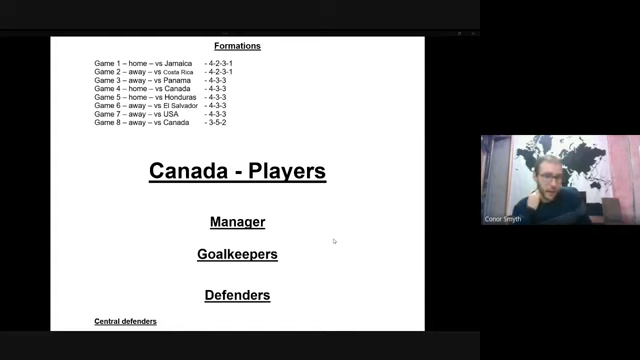 Formations
Game 1 – home – vs Jamaica - 4-2-3-1
Game 2 – away – vs Costa Rica - 4-2-3-1
Game 3 – away – vs Panama - 4-3-3
Game 4 – home – vs Canada - 4-3-3
Game 5 – home – vs Honduras - 4-3-3
Game 6 – away – vs El Salvador - 4-3-3
Game 7 – away – vs USA - 4-3-3
Game 8 – away – vs Canada - 3-5-2
Canada - Players
Manager
Goalkeepers
Defenders
Central defenders
Conor Smyth